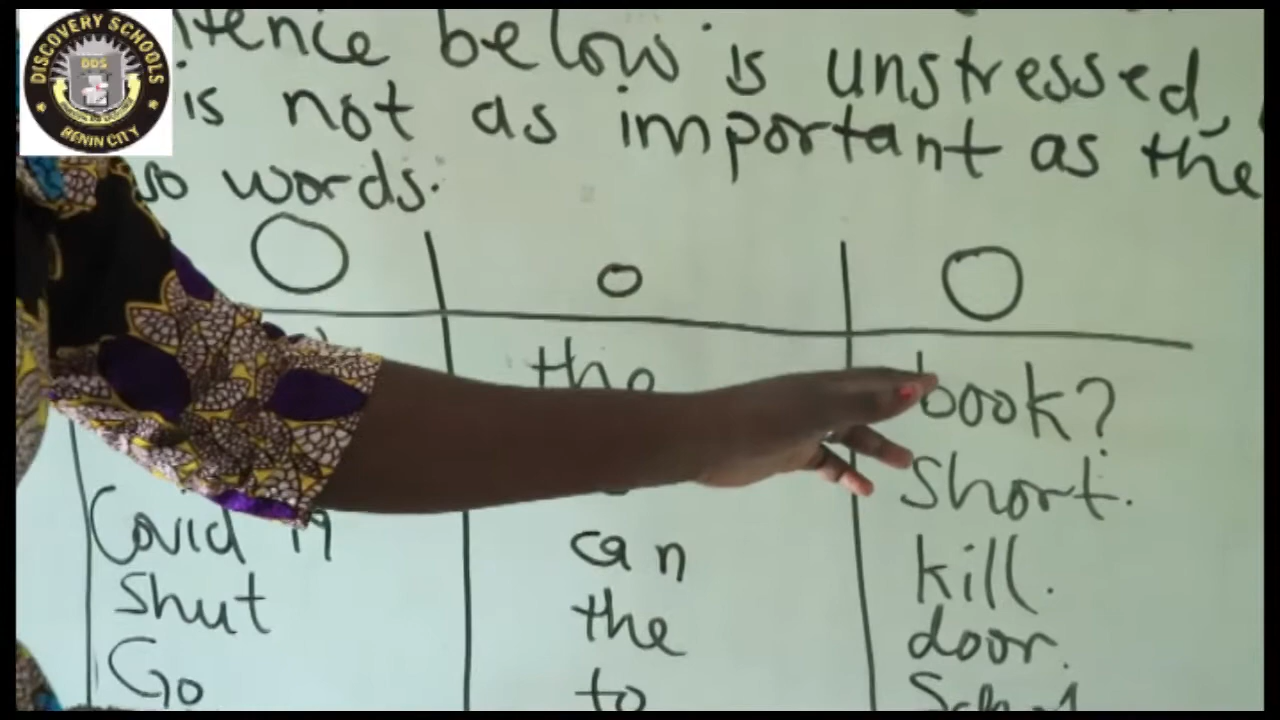 DISCOVERY SCHOOLS
DDS
BENIN CITY
below is unstressed,
is not as important as the
so words.
the book?
short.
Covid 19 can kill.
Shut the door.
Go to